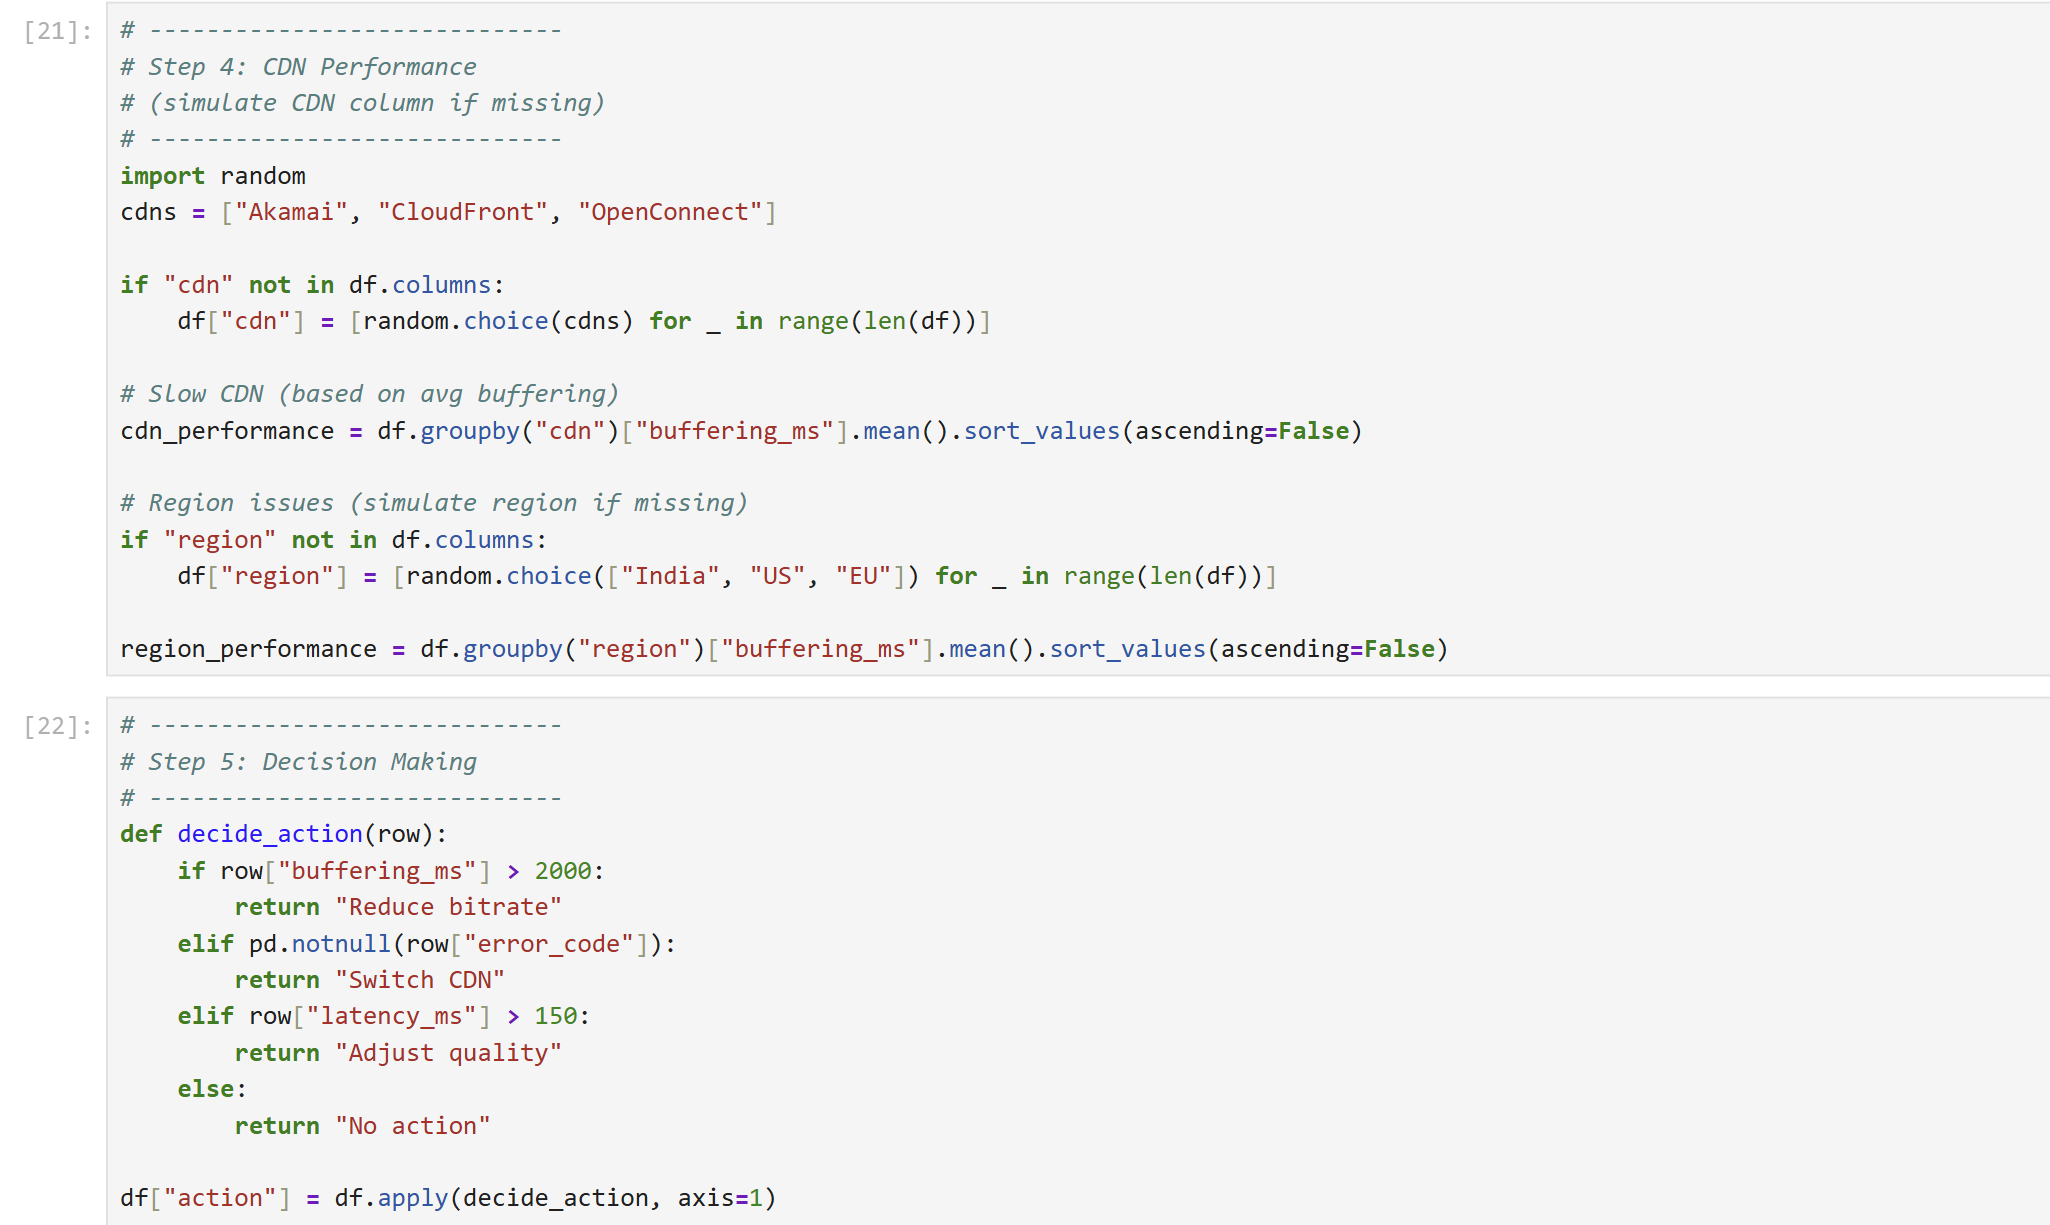 [21]:
# -----------------------------
# Step 4: CDN Performance
# (simulate CDN column if missing)
# -----------------------------
import random
cdns = ["Akamai", "CloudFront", "OpenConnect"]

if "cdn" not in df.columns:
    df["cdn"] = [random.choice(cdns) for _ in range(len(df))]

# Slow CDN (based on avg buffering)
cdn_performance = df.groupby("cdn")["buffering_ms"].mean().sort_values(ascending=False)

# Region issues (simulate region if missing)
if "region" not in df.columns:
    df["region"] = [random.choice(["India", "US", "EU"]) for _ in range(len(df))]

region_performance = df.groupby("region")["buffering_ms"].mean().sort_values(ascending=False)
[22]:
# -----------------------------
# Step 5: Decision Making
# -----------------------------
def decide_action(row):
    if row["buffering_ms"] > 2000:
        return "Reduce bitrate"
    elif pd.notnull(row["error_code"]):
        return "Switch CDN"
    elif row["latency_ms"] > 150:
        return "Adjust quality"
    else:
        return "No action"

df["action"] = df.apply(decide_action, axis=1)